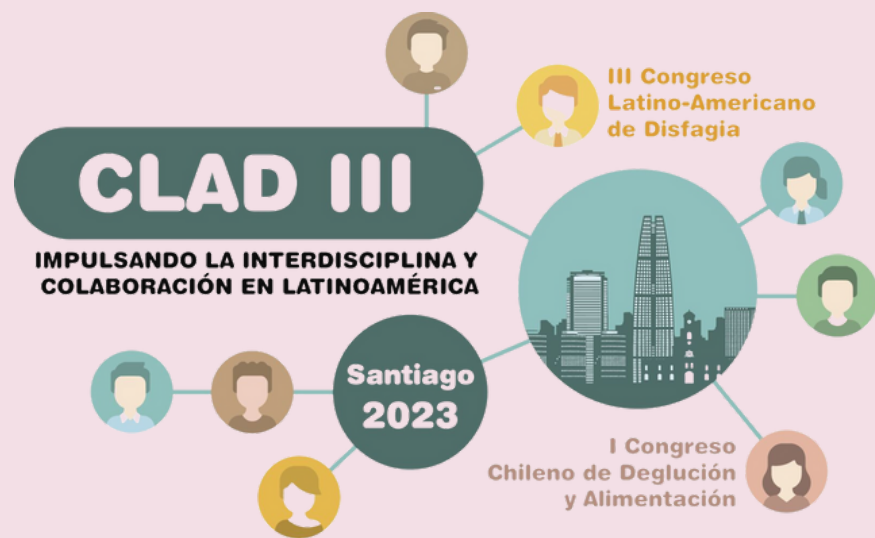 III Congreso
Latino-Americano
de Disfagia
CLAD III
IMPULSANDO LA INTERDISCIPLINA Y
COLABORACIÓN EN LATINOAMÉRICA
Santiago
2023
I Congreso
Chileno de Deglución
y Alimentación